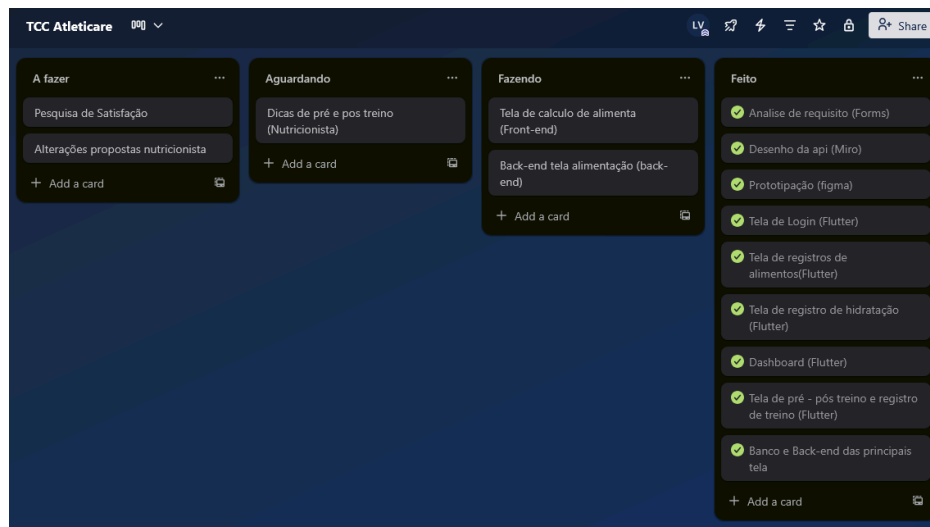 TCC Atleticare
LV
Share
A fazer
Pesquisa de Satisfação
Alterações propostas nutricionista
+ Add a card
Aguardando
Dicas de pré e pos treino
(Nutricionista)
+ Add a card
Fazendo
Tela de calculo de alimenta
(Front-end)
Back-end tela alimentação (back-
end)
+ Add a card
Feito
Analise de requisito (Forms)
Desenho da api (Miro)
Prototipação (figma)
Tela de Login (Flutter)
Tela de registros de
alimentos(Flutter)
Tela de registro de hidratação
(Flutter)
Dashboard (Flutter)
Tela de pré - pós treino e registro
de treino (Flutter)
Banco e Back-end das principais
tela
+ Add a card